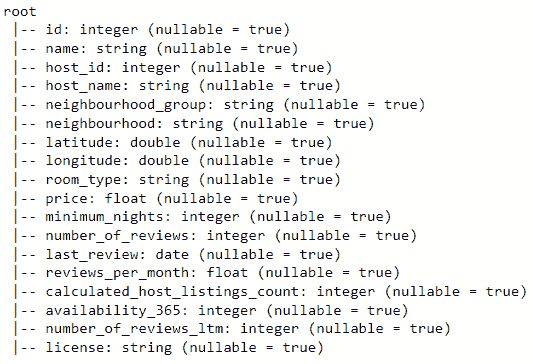 root
 |-- id: integer (nullable = true)
 |-- name: string (nullable = true)
 |-- host_id: integer (nullable = true)
 |-- host_name: string (nullable = true)
 |-- neighbourhood_group: string (nullable = true)
 |-- neighbourhood: string (nullable = true)
 |-- latitude: double (nullable = true)
 |-- longitude: double (nullable = true)
 |-- room_type: string (nullable = true)
 |-- price: float (nullable = true)
 |-- minimum_nights: integer (nullable = true)
 |-- number_of_reviews: integer (nullable = true)
 |-- last_review: date (nullable = true)
 |-- reviews_per_month: float (nullable = true)
 |-- calculated_host_listings_count: integer (nullable = true)
 |-- availability_365: integer (nullable = true)
 |-- number_of_reviews_ltm: integer (nullable = true)
 |-- license: string (nullable = true)